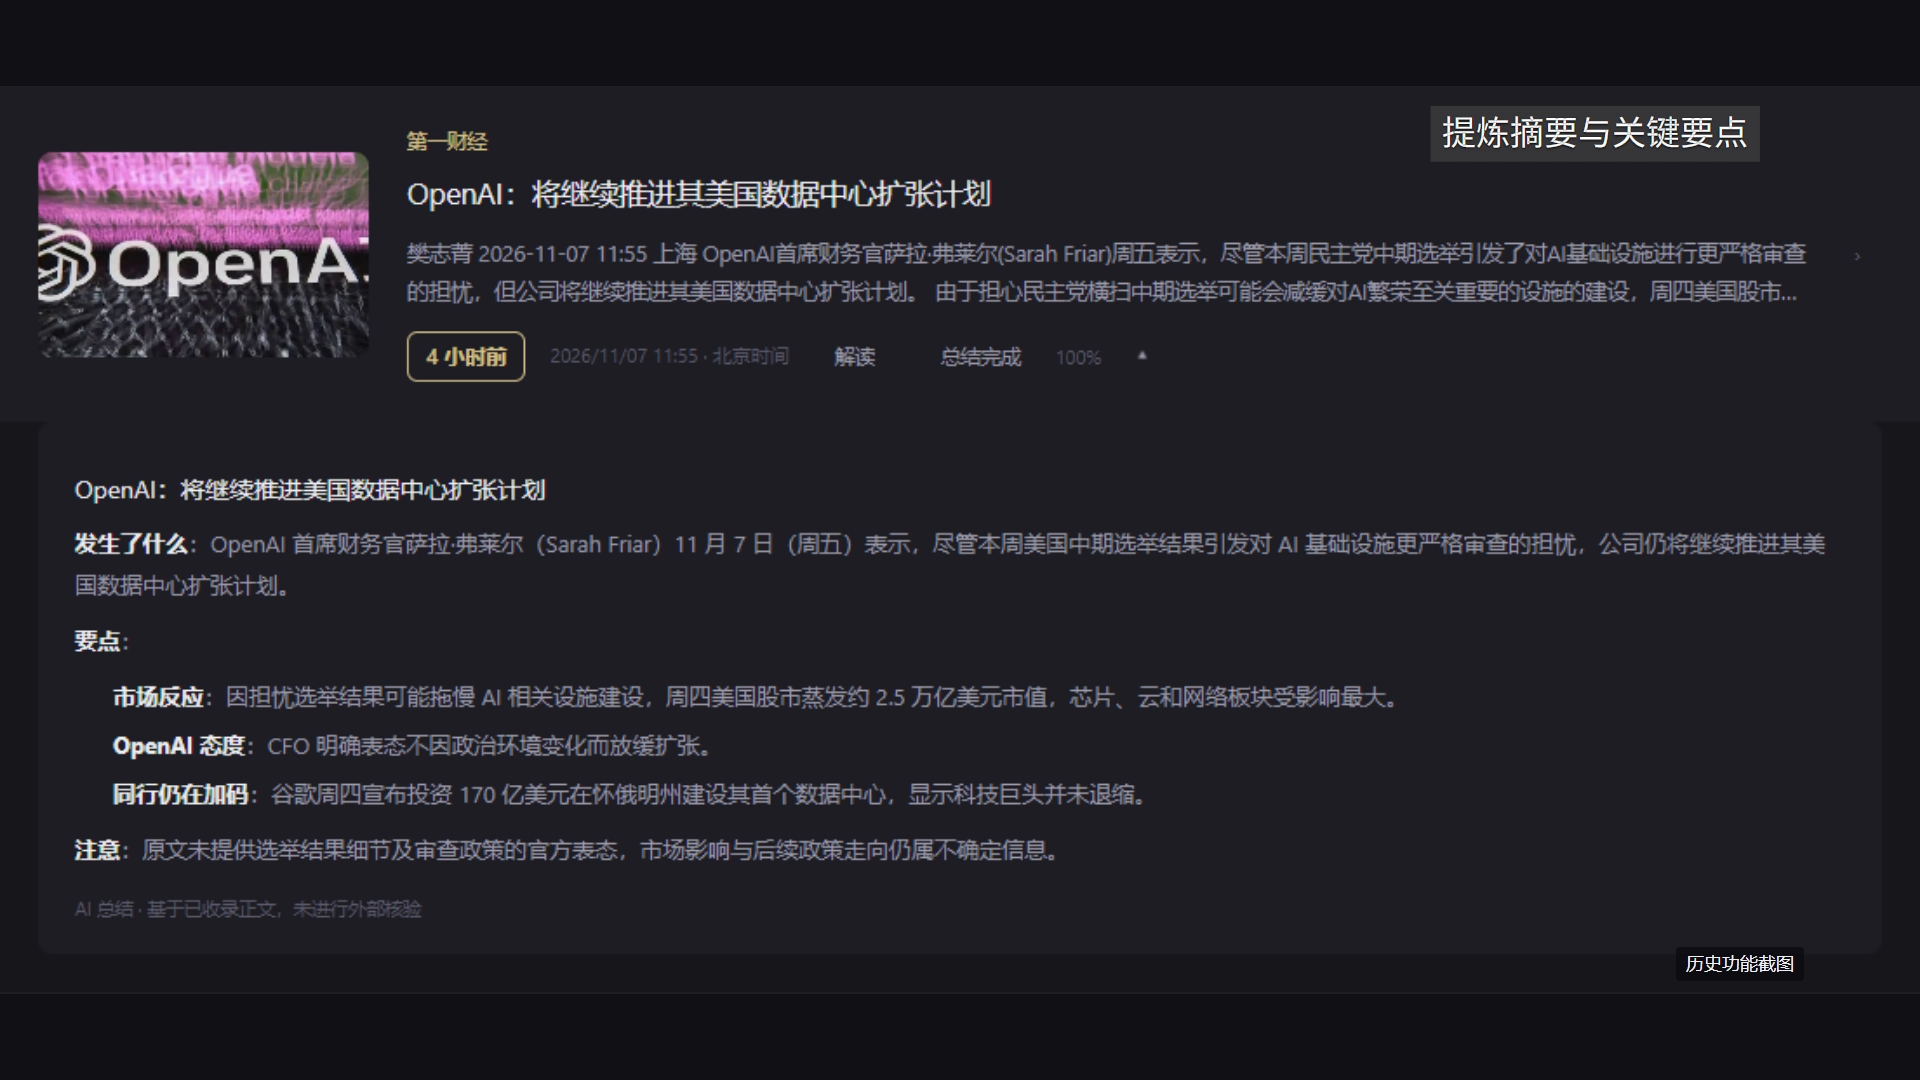 提炼摘要与关键要点
第一财经
OpenAI：将继续推进其美国数据中心扩张计划
樊志菁 2026-11-07 11:55 上海 OpenAI首席财务官萨拉·弗莱尔(Sarah Friar)周五表示，尽管本周民主党中期选举引发了对AI基础设施进行更严格审查
的担忧，但公司将继续推进其美国数据中心扩张计划。 由于担心民主党横扫中期选举可能会减缓对AI繁荣至关重要的设施的建设，周四美国股市...
4 小时前 2026/11/07 11:55 · 北京时间 解读 总结完成 100%
OpenAI
OpenAI：将继续推进美国数据中心扩张计划
发生了什么：OpenAI 首席财务官萨拉·弗莱尔（Sarah Friar）11 月 7 日（周五）表示，尽管本周美国中期选举结果引发对 AI 基础设施更严格审查的担忧，公司仍将继续推进其美
国数据中心扩张计划。
要点：
市场反应：因担忧选举结果可能拖慢 AI 相关设施建设，周四美国股市蒸发约 2.5 万亿美元市值，芯片、云和网络板块受影响最大。
OpenAI 态度：CFO 明确表态不因政治环境变化而放缓扩张。
同行仍在加码：谷歌周四宣布投资 170 亿美元在怀俄明州建设其首个数据中心，显示科技巨头并未退缩。
注意：原文未提供选举结果细节及审查政策的官方表态，市场影响与后续政策走向仍属不确定信息。
AI 总结 · 基于已收录正文，未进行外部核验
历史功能截图